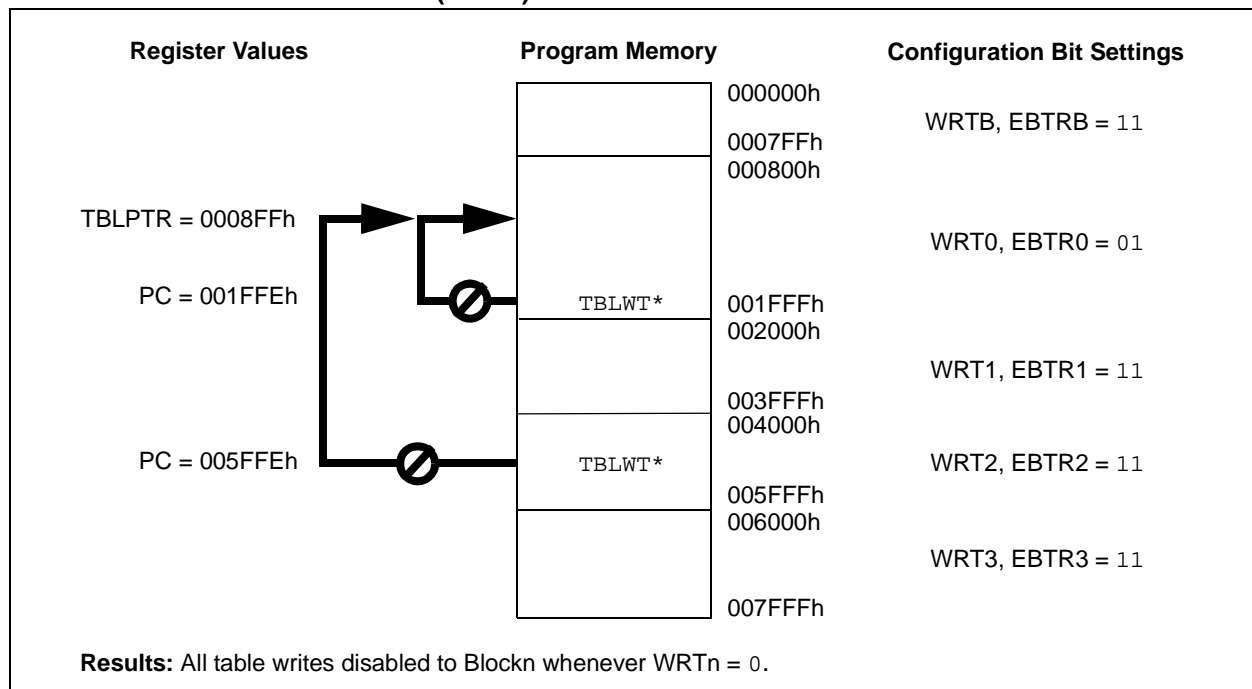 Register Values Program Memory Configuration Bit Settings
000000h
WRTB, EBTRB = 11
0007FFh
000800h
TBLPTR = 0008FFh
WRT0, EBTR0 = 01
PC = 001FFEh TBLWT* 001FFFh
002000h
WRT1, EBTR1 = 11
003FFFh
004000h
PC = 005FFEh TBLWT* WRT2, EBTR2 = 11
005FFFh
006000h
WRT3, EBTR3 = 11
007FFFh
Results: All table writes disabled to Blockn whenever WRTn = 0.